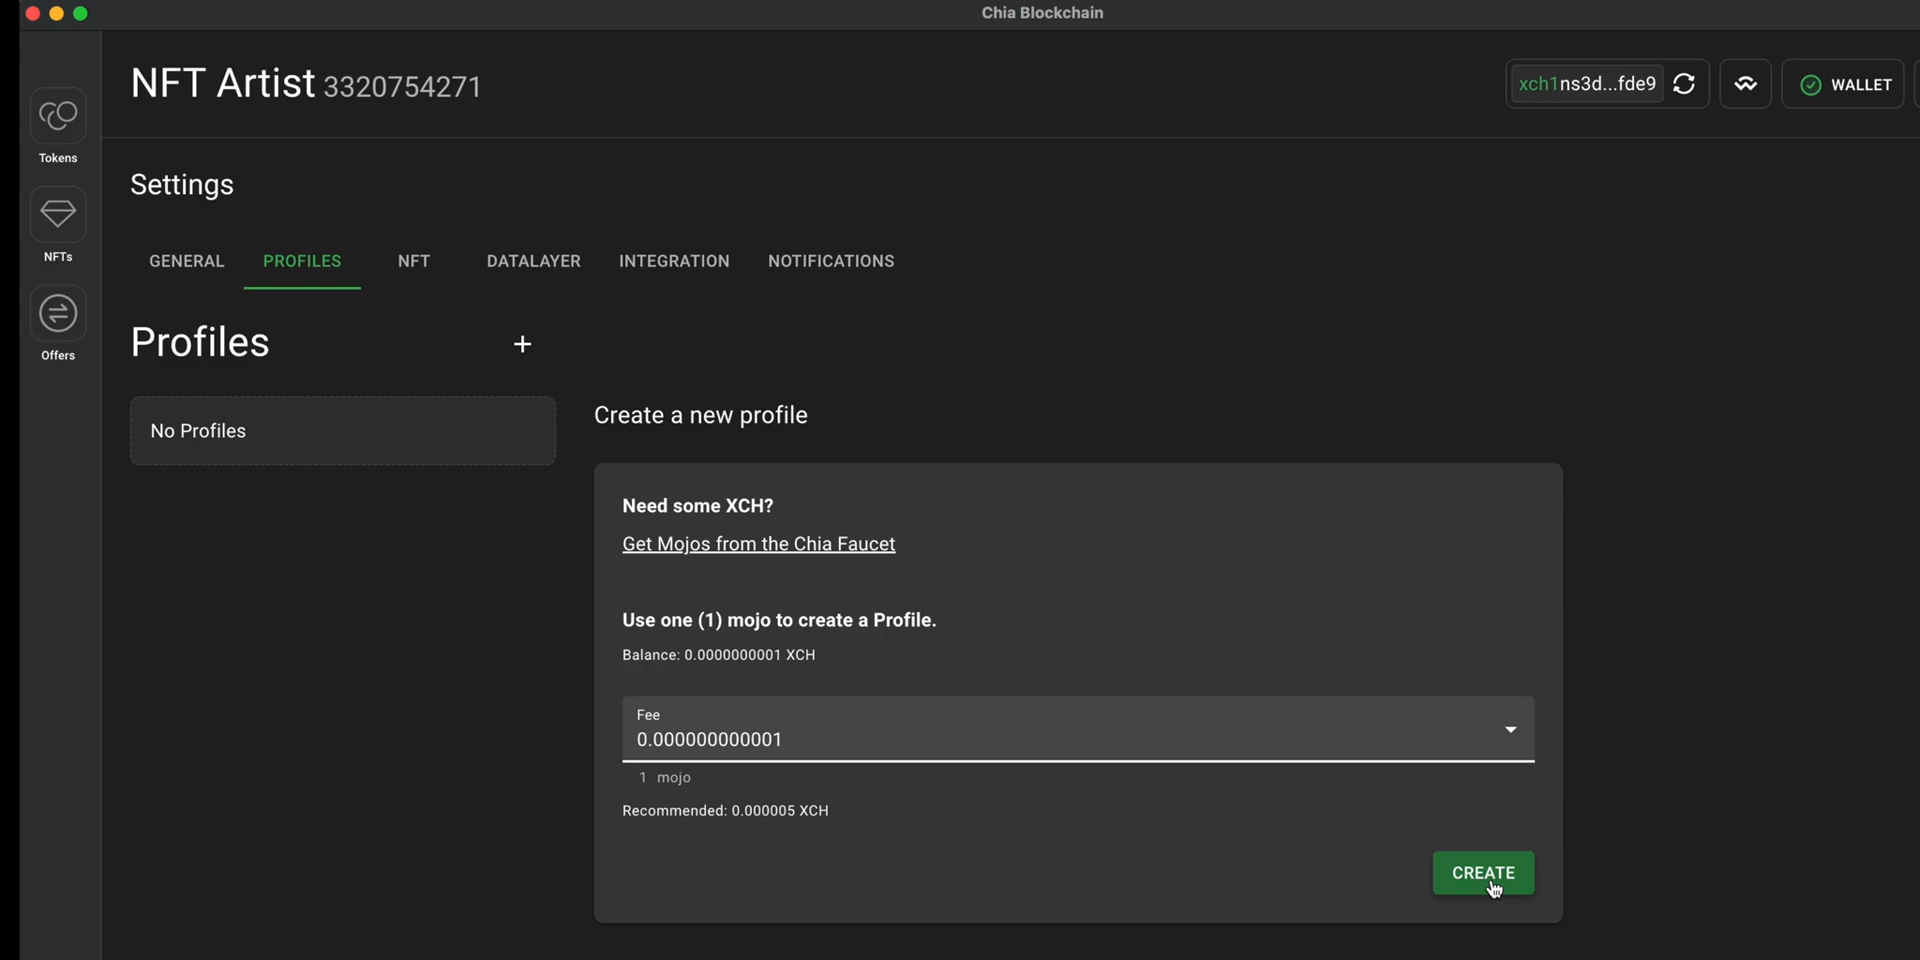 Chia Blockchain
NFT Artist 3320754271
xch1ns3d...fde9
WALLET
Tokens
NFTs
Offers
Settings
GENERAL PROFILES NFT DATALAYER INTEGRATION NOTIFICATIONS
Profiles +
No Profiles
Create a new profile
Need some XCH?
Get Mojos from the Chia Faucet
Use one (1) mojo to create a Profile.
Balance: 0.0000000001 XCH
Fee
0.000000000001
1 mojo
Recommended: 0.000005 XCH
CREATE